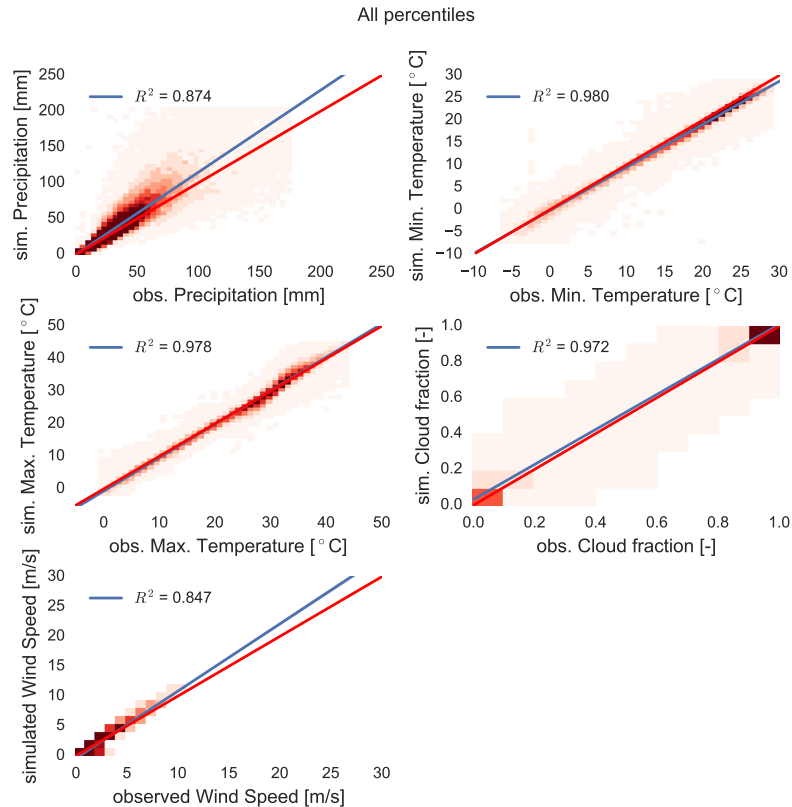 All percentiles
sim. Precipitation [mm]
250
200
150
100
50
0
R² = 0.874
0 50 100 150 200 250
obs. Precipitation [mm]
sim. Min. Temperature [°C]
30
25
20
15
10
5
0
−5
−10
R² = 0.980
−10 −5 0 5 10 15 20 25 30
obs. Min. Temperature [°C]
sim. Max. Temperature [°C]
50
40
30
20
10
0
R² = 0.978
0 10 20 30 40 50
obs. Max. Temperature [°C]
sim. Cloud fraction [-]
1.0
0.8
0.6
0.4
0.2
0.0
R² = 0.972
0.0 0.2 0.4 0.6 0.8 1.0
obs. Cloud fraction [-]
simulated Wind Speed [m/s]
30
25
20
15
10
5
0
R² = 0.847
0 5 10 15 20 25 30
observed Wind Speed [m/s]